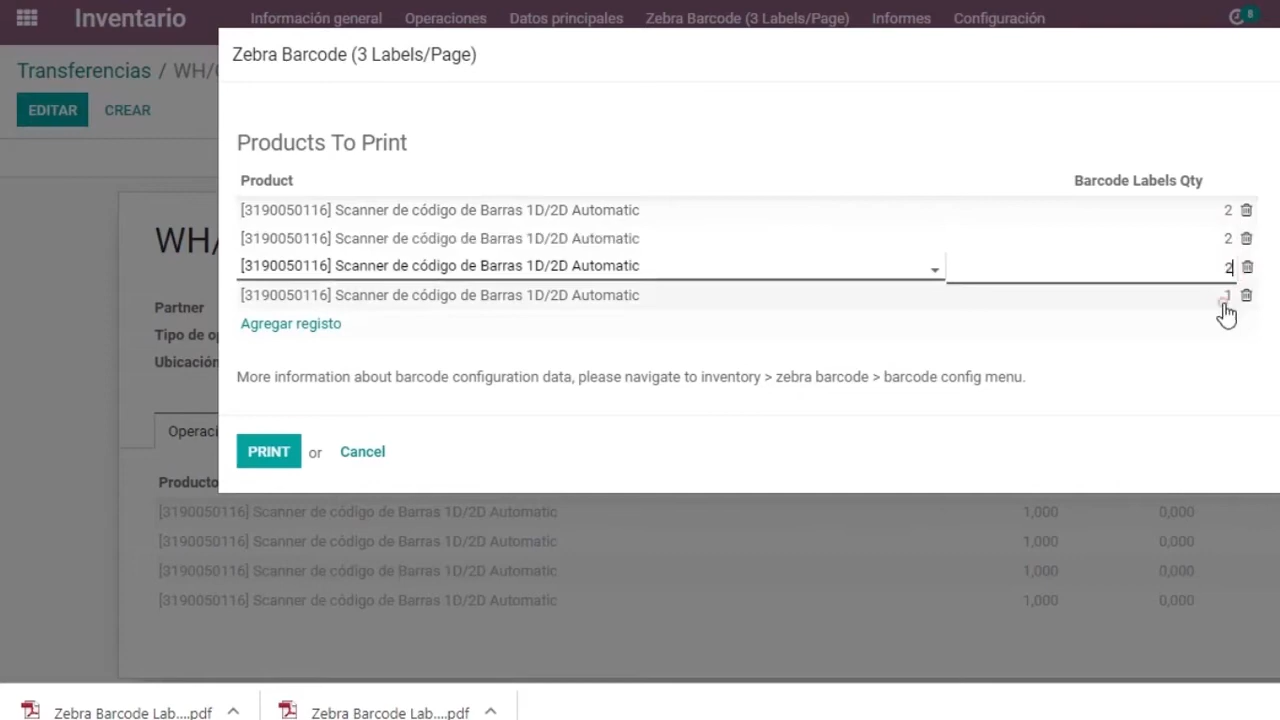 Inventario Información general Operaciones Datos principales Zebra Barcode (3 Labels/Page) Informes Configuración 8
Zebra Barcode (3 Labels/Page)
Transferencias / WH/
EDITAR CREAR
Products To Print
Product Barcode Labels Qty
[3190050116] Scanner de código de Barras 1D/2D Automatic 2
[3190050116] Scanner de código de Barras 1D/2D Automatic 2
[3190050116] Scanner de código de Barras 1D/2D Automatic 2
[3190050116] Scanner de código de Barras 1D/2D Automatic 1
Agregar registo
WH/
Partner
Tipo de op
Ubicación
More information about barcode configuration data, please navigate to inventory > zebra barcode > barcode config menu.
PRINT or Cancel
Operaci
Producto
[3190050116] Scanner de código de Barras 1D/2D Automatic 1,000 0,000
[3190050116] Scanner de código de Barras 1D/2D Automatic 1,000 0,000
[3190050116] Scanner de código de Barras 1D/2D Automatic 1,000 0,000
[3190050116] Scanner de código de Barras 1D/2D Automatic 1,000 0,000
Zebra Barcode Lab....pdf Zebra Barcode Lab....pdf